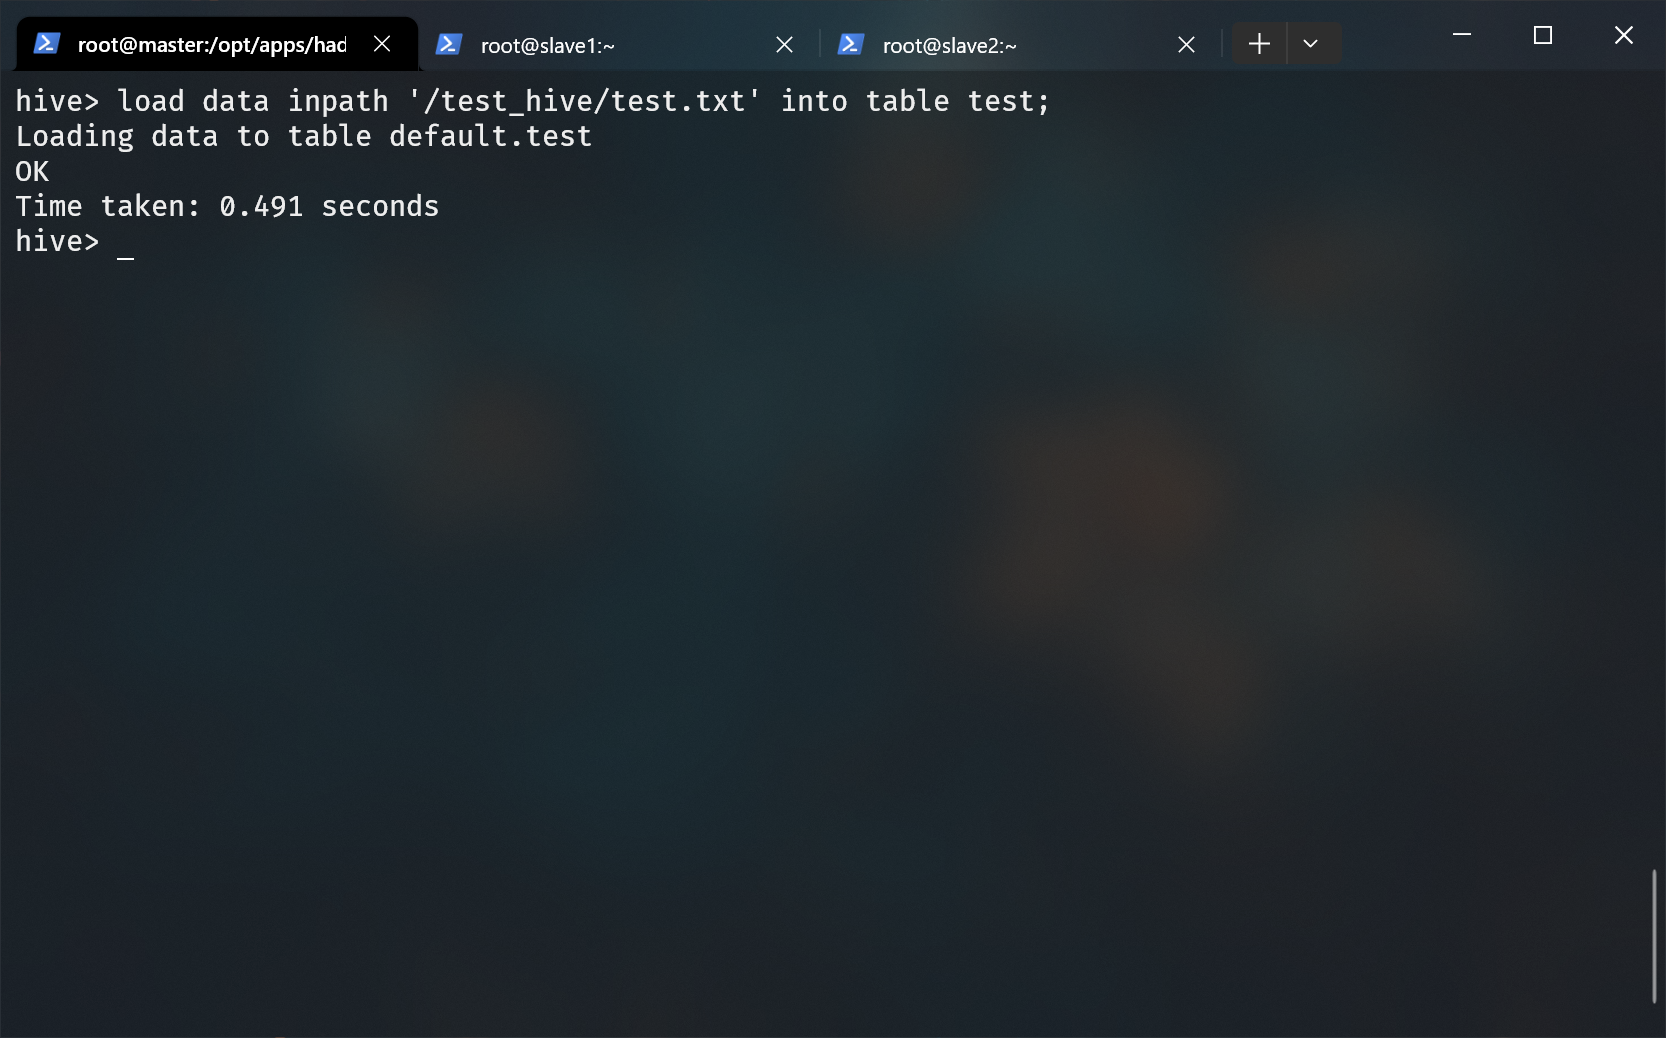 root@master:/opt/apps/had
root@slave1:~
root@slave2:~
hive> load data inpath '/test_hive/test.txt' into table test;
Loading data to table default.test
OK
Time taken: 0.491 seconds
hive> _